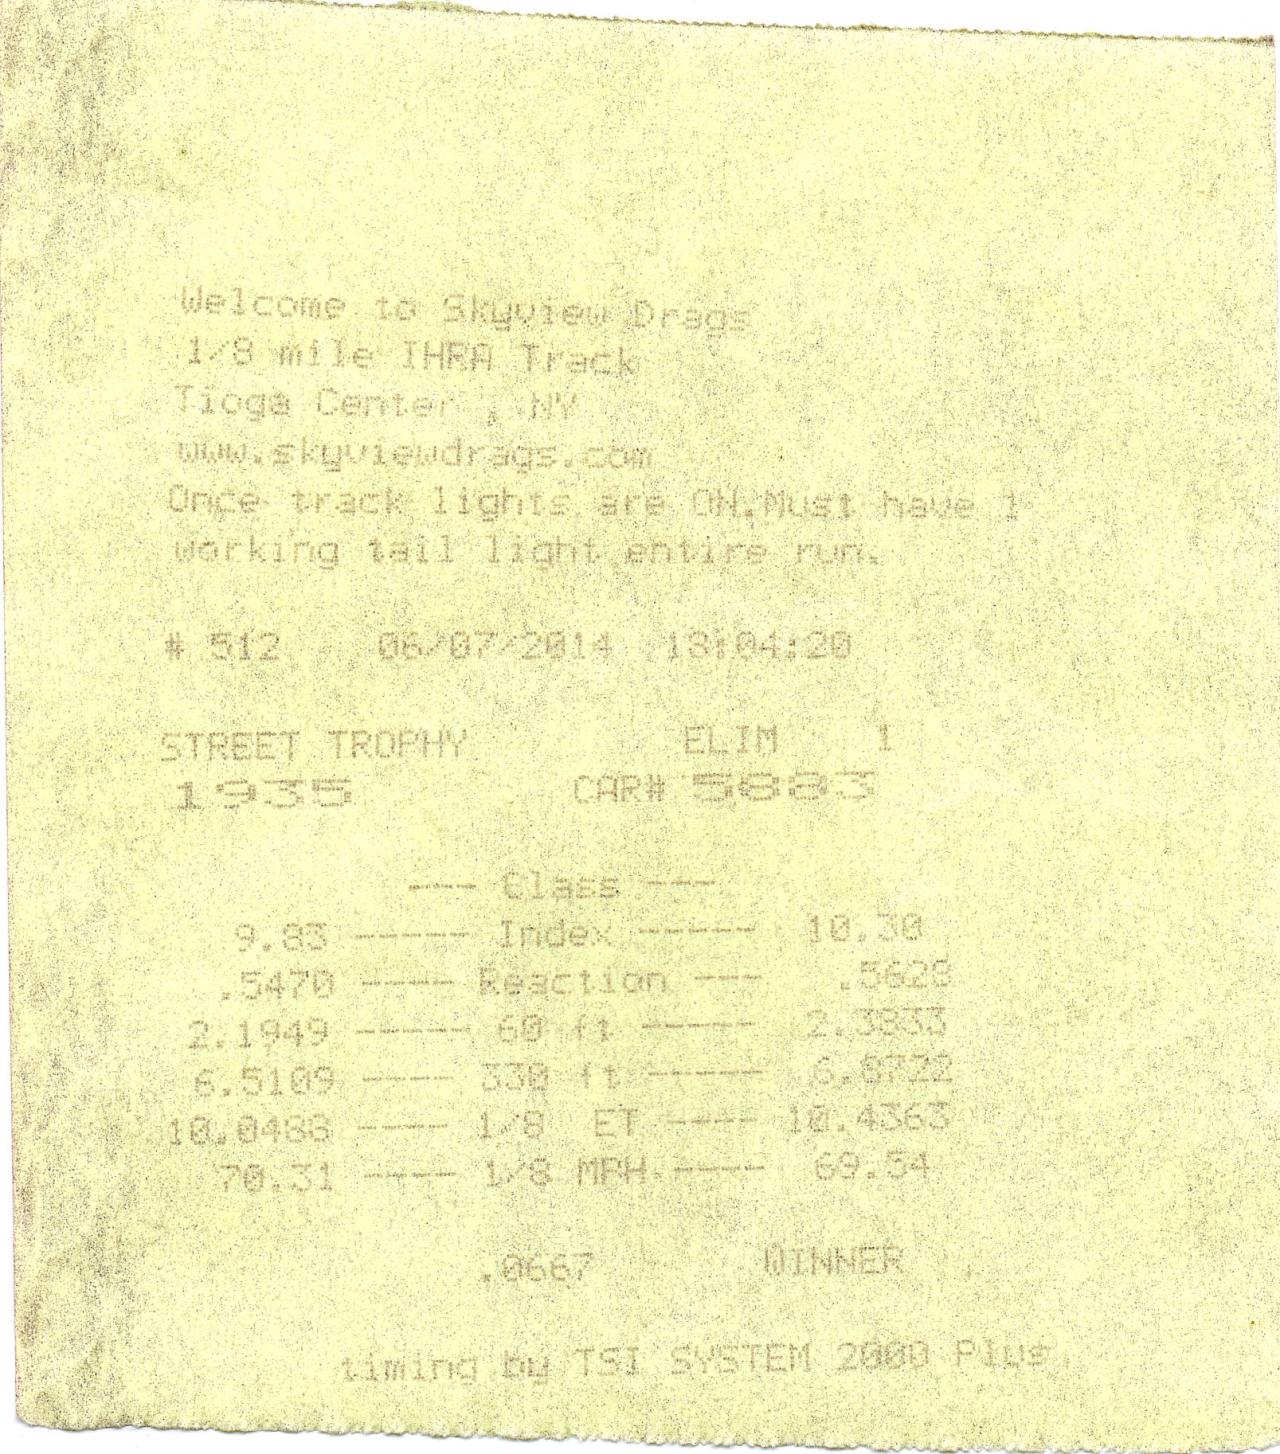 Welcome to Skyview Drags
1/8 mile IHRA Track
Tioga Center , NY
www.skyviewdrags.com
Once track lights are ON.Must have 1
working tail light entire run.
# 512 06/07/2014 18:04:20
STREET TROPHY ELIM 1
1935 CAR# 5883
--- Class ---
9.83 ----- Index ----- 10.30
.5470 ---- Reaction --- .5628
2.1949 ----- 60 ft ----- 2.3833
6.5109 ---- 330 ft ----- 6.8722
10.0488 ---- 1/8 ET ---- 10.4363
70.31 ---- 1/8 MPH ---- 69.54
.0667 WINNER
timing by TSI SYSTEM 2000 Plus